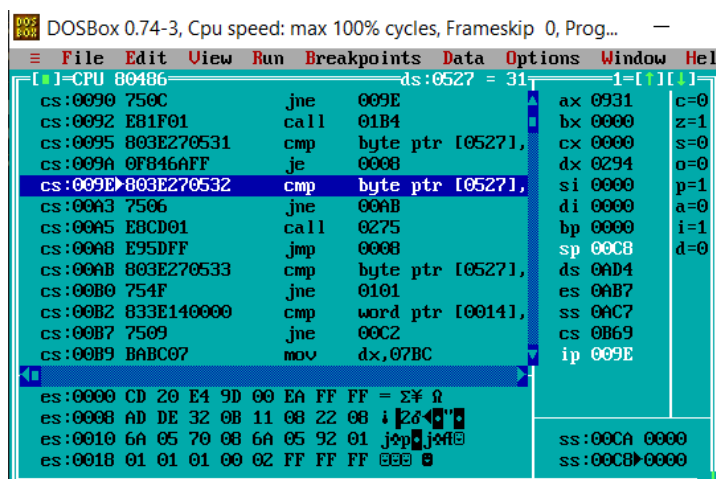 DOSBox 0.74-3, Cpu speed: max 100% cycles, Frameskip 0, Prog...
≡ File Edit View Run Breakpoints Data Options Window Hel
[■]=CPU 80486 ds:0527 = 31 1=[↑][↓]
cs:0090 750C jne 009E ax 0931 c=0
cs:0092 E81F01 call 01B4 bx 0000 z=1
cs:0095 803E270531 cmp byte ptr [0527], cx 0000 s=0
cs:009A 0F846AFF je 0008 dx 0294 o=0
cs:009E►803E270532 cmp byte ptr [0527], si 0000 p=1
cs:00A3 7506 jne 00AB di 0000 a=0
cs:00A5 E8CD01 call 0275 bp 0000 i=1
cs:00A8 E95DFF jmp 0008 sp 00C8 d=0
cs:00AB 803E270533 cmp byte ptr [0527], ds 0AD4
cs:00B0 754F jne 0101 es 0AB7
cs:00B2 833E140000 cmp word ptr [0014], ss 0AC7
cs:00B7 7509 jne 00C2 cs 0B69
cs:00B9 BABC07 mov dx,07BC ip 009E
es:0000 CD 20 E4 9D 00 EA FF FF = Σ¥ Ω
es:0008 AD DE 32 0B 11 08 22 08
es:0010 6A 05 70 08 6A 05 92 01 ss:00CA 0000
es:0018 01 01 01 00 02 FF FF FF ss:00C8►0000